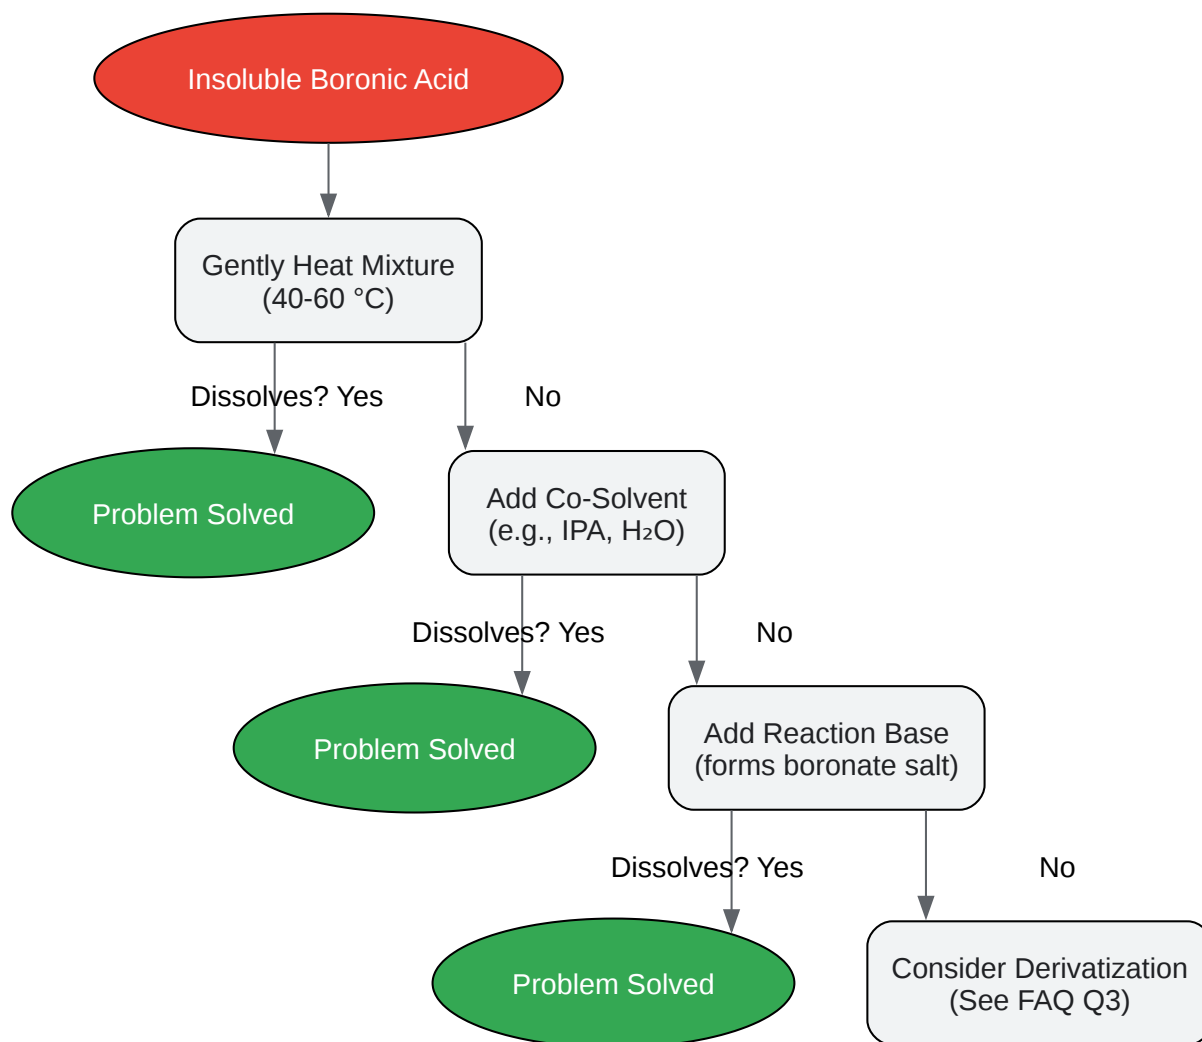 Insoluble Boronic Acid
Gently Heat Mixture
(40-60 °C)
Dissolves? Yes
No
Problem Solved
Add Co-Solvent
(e.g., IPA, H₂O)
Dissolves? Yes
No
Problem Solved
Add Reaction Base
(forms boronate salt)
Dissolves? Yes
No
Problem Solved
Consider Derivatization
(See FAQ Q3)